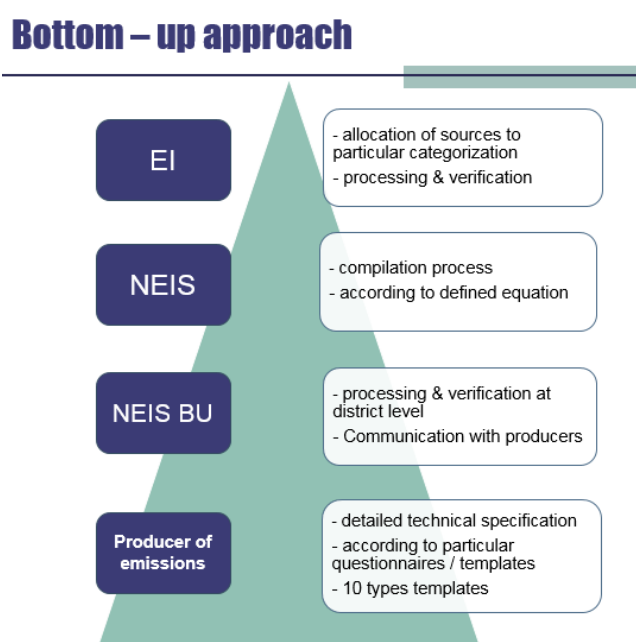 Bottom – up approach
EI
- allocation of sources to
particular categorization
- processing & verification
NEIS
- compilation process
- according to defined equation
NEIS BU
- processing & verification at
district level
- Communication with producers
Producer of
emissions
- detailed technical specification
- according to particular
questionnaires / templates
- 10 types templates